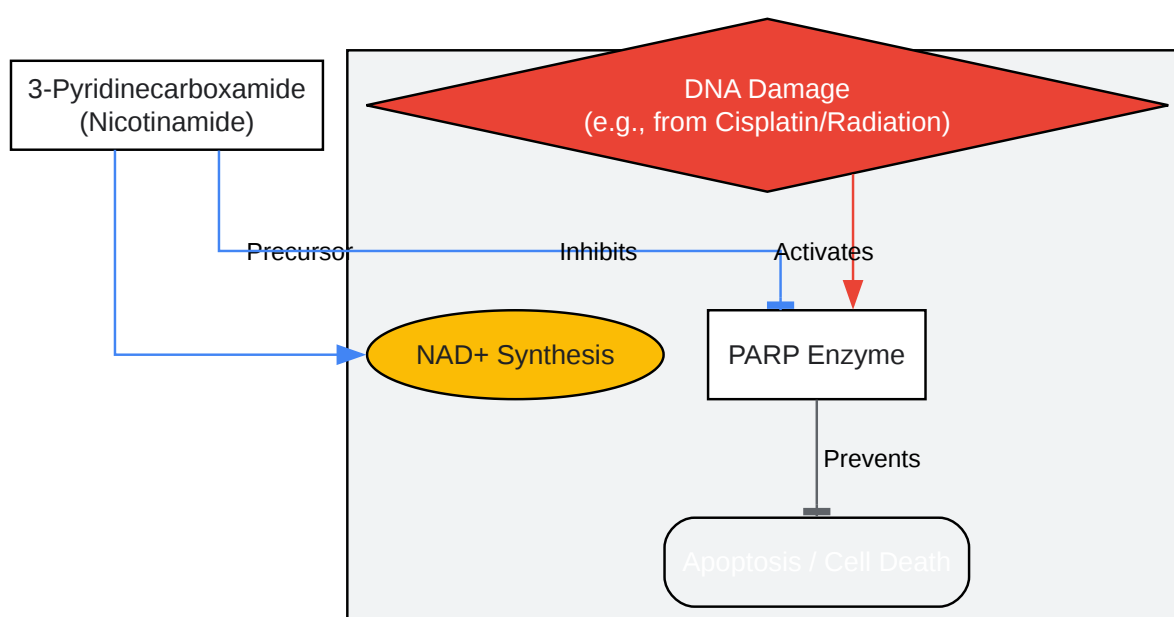 3-Pyridinecarboxamide
(Nicotinamide)
DNA Damage
(e.g., from Cisplatin/Radiation)
Precursor
Inhibits
Activates
NAD+ Synthesis
PARP Enzyme
Prevents
Apoptosis / Cell Death